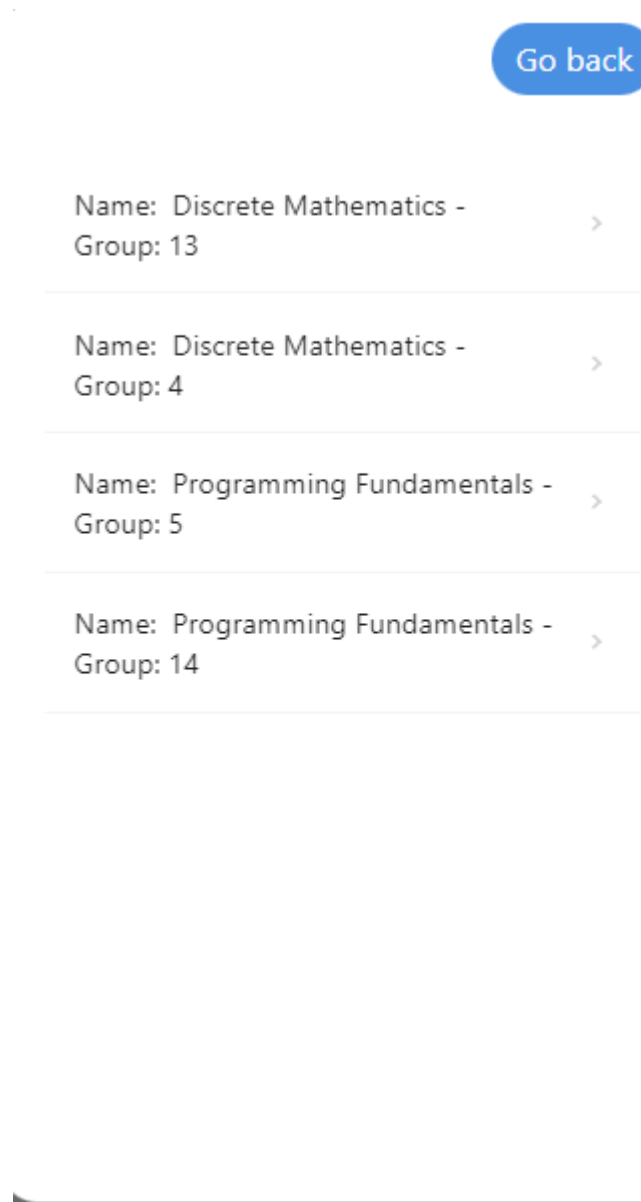 Go back
Name: Discrete Mathematics -
Group: 13
Name: Discrete Mathematics -
Group: 4
Name: Programming Fundamentals -
Group: 5
Name: Programming Fundamentals -
Group: 14